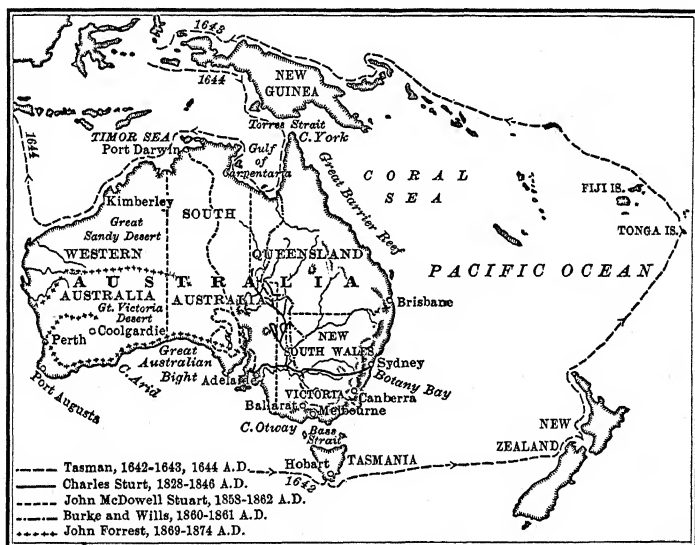 1643
1644
NEW
GUINEA
Torres Strait
C. York
TIMOR SEA
Port Darwin
Gulf
of
Carpentaria
1644
CORAL
SEA
Great Barrier Reef
FIJI IS.
TONGA IS.
Kimberley
Great
Sandy Desert
SOUTH
QUEENSLAND
WESTERN
PACIFIC OCEAN
AUSTRALIA
AUSTRALIA
AUSTRALIA
Gt. Victoria
Desert
Brisbane
Coolgardie
Perth
NEW
SOUTH WALES
Great
Australian
Bight
Adelaide
Sydney
Botany Bay
Port Augusta
C. Arid
VICTORIA
Canberra
Ballarat
Melbourne
C. Otway
Bass
Strait
NEW
ZEALAND
Hobart
TASMANIA
1642
Tasman, 1642-1643, 1644 A.D.
Charles Sturt, 1828-1846 A.D.
John McDowell Stuart, 1858-1862 A.D.
Burke and Wills, 1860-1861 A.D.
John Forrest, 1869-1874 A.D.